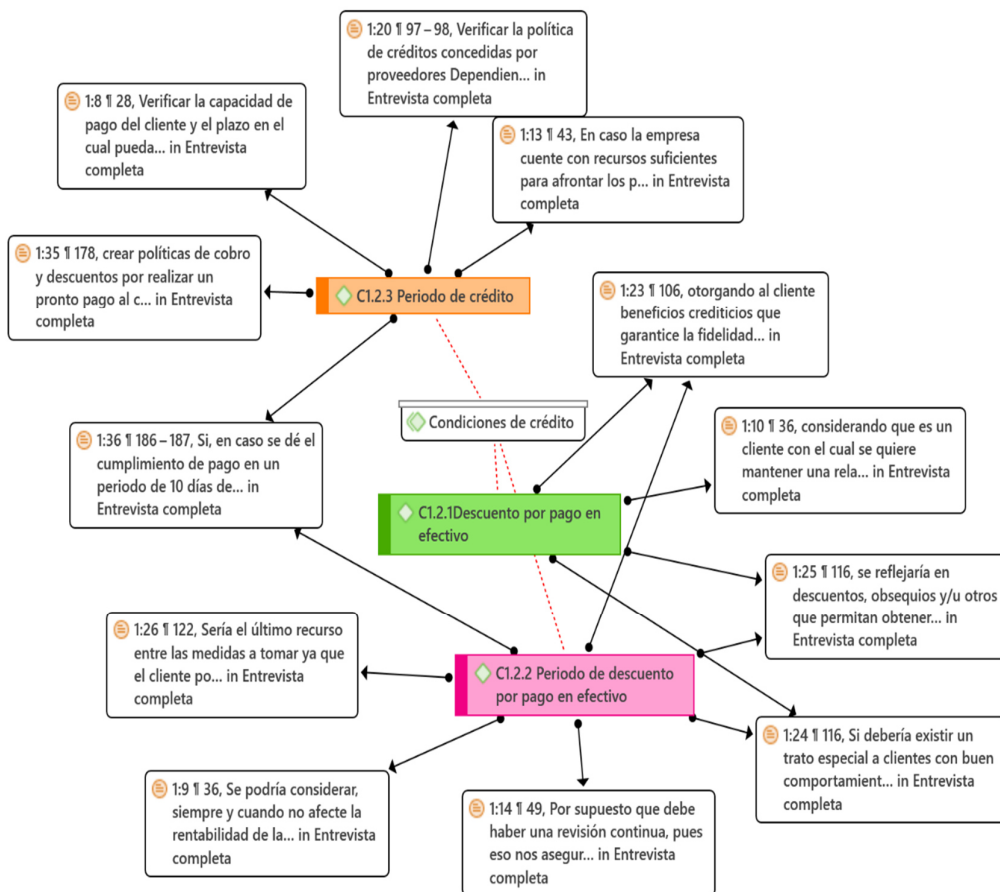 1:20 ¶ 97 – 98, Verificar la política
de créditos concedidas por
proveedores Dependien... in
Entrevista completa
1:8 ¶ 28, Verificar la capacidad de
pago del cliente y el plazo en el
cual pueda... in Entrevista
completa
1:13 ¶ 43, En caso la empresa
cuente con recursos suficientes
para afrontar los p... in Entrevista
completa
1:35 ¶ 178, crear políticas de cobro
y descuentos por realizar un
pronto pago al c... in Entrevista
completa
C1.2.3 Periodo de crédito
1:23 ¶ 106, otorgando al cliente
beneficios crediticios que
garantice la fidelidad... in
Entrevista completa
Condiciones de crédito
1:36 ¶ 186 – 187, Si, en caso se dé el
cumplimiento de pago en un
periodo de 10 días de... in
Entrevista completa
1:10 ¶ 36, considerando que es un
cliente con el cual se quiere
mantener una rela... in Entrevista
completa
C1.2.1Descuento por pago en
efectivo
1:25 ¶ 116, se reflejaría en
descuentos, obsequios y/u otros
que permitan obtener... in
Entrevista completa
1:26 ¶ 122, Sería el último recurso
entre las medidas a tomar ya que
el cliente po... in Entrevista
completa
C1.2.2 Periodo de descuento
por pago en efectivo
1:24 ¶ 116, Si debería existir un
trato especial a clientes con buen
comportamient... in Entrevista
completa
1:9 ¶ 36, Se podría considerar,
siempre y cuando no afecte la
rentabilidad de la... in Entrevista
completa
1:14 ¶ 49, Por supuesto que debe
haber una revisión continua, pues
eso nos asegur... in Entrevista
completa